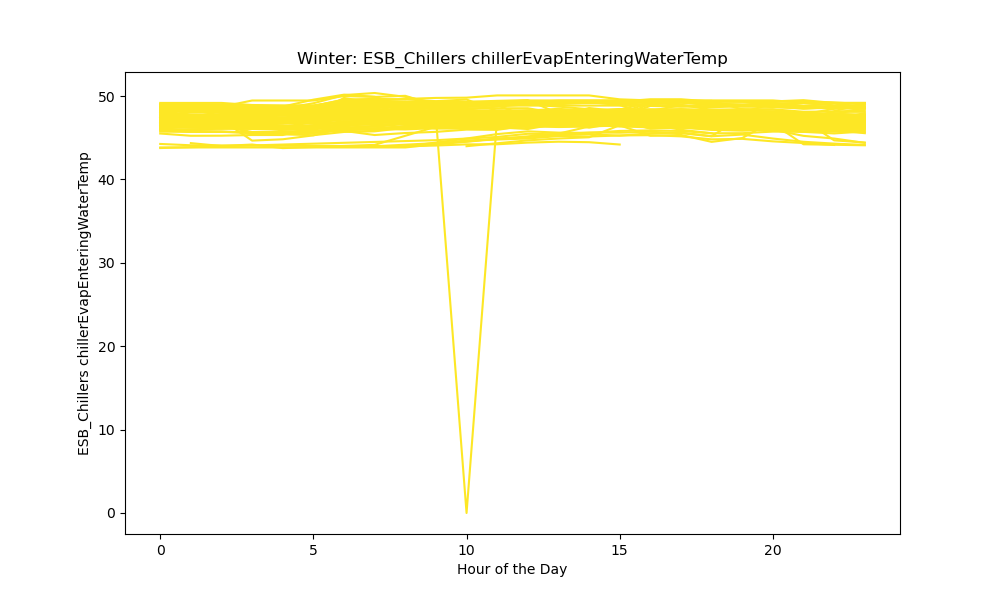 Winter: ESB_Chillers chillerEvapEnteringWaterTemp
ESB_Chillers chillerEvapEnteringWaterTemp
50
40
30
20
10
0
0 5 10 15 20
Hour of the Day